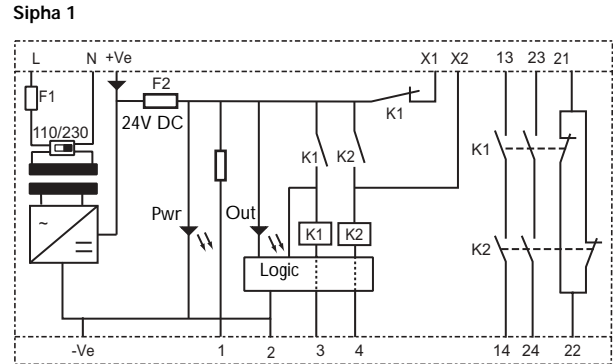 Sipha 1
L N +Ve X1 X2 13 23 21
F1 F2
24V DC K1
110/230
K1 K2 K1
Pwr Out
K1 K2 K2
~ =
Logic
-Ve 1 2 3 4 14 24 22